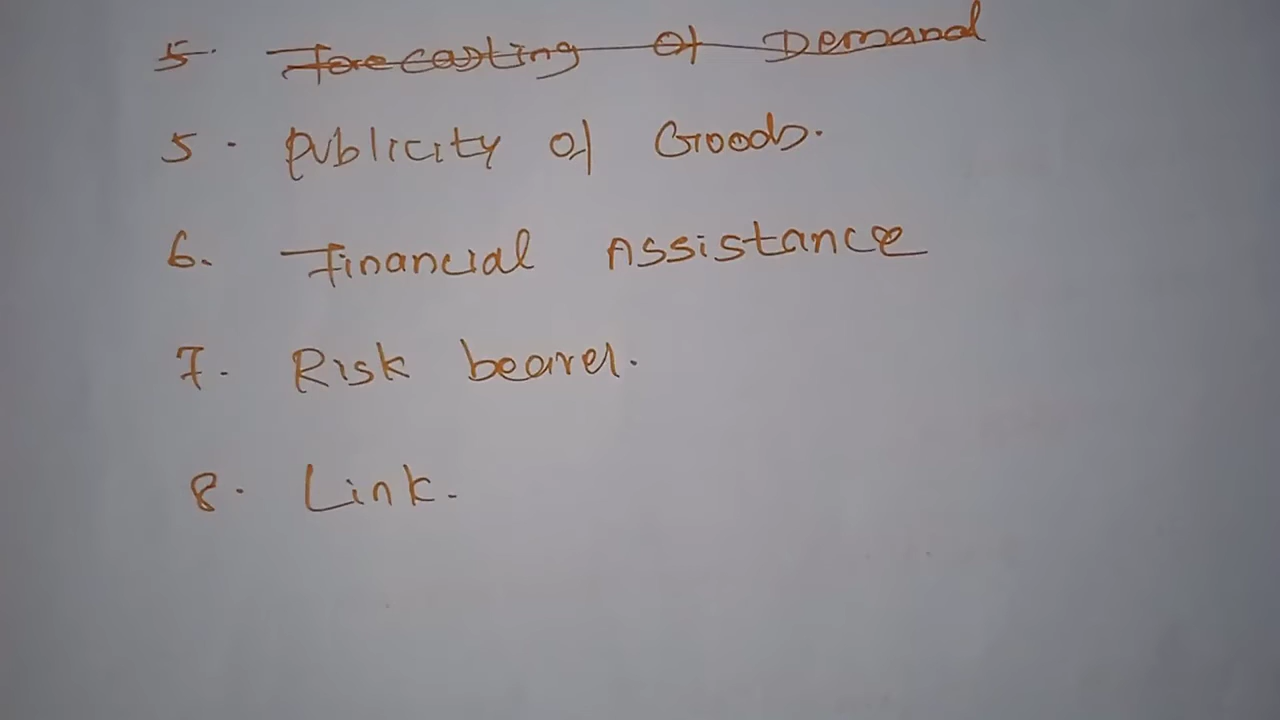 5. Forecasting of Demand
5. Publicity of Goods.
6. Financial Assistance
7. Risk bearer.
8. Link.